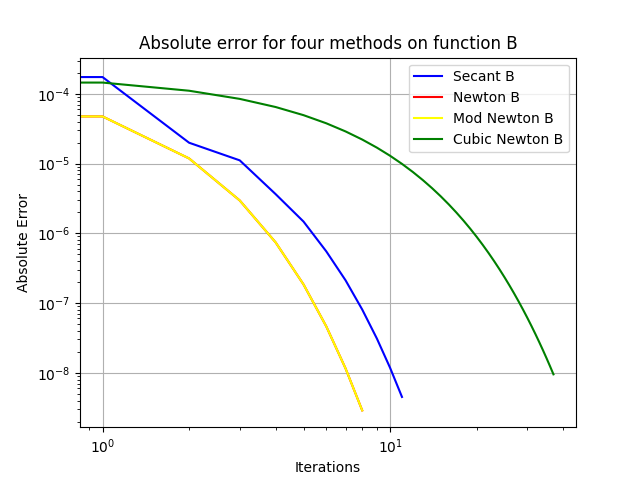 Absolute error for four methods on function B
Absolute Error
10⁻⁴
10⁻⁵
10⁻⁶
10⁻⁷
10⁻⁸
Secant B
Newton B
Mod Newton B
Cubic Newton B
10⁰
10¹
Iterations